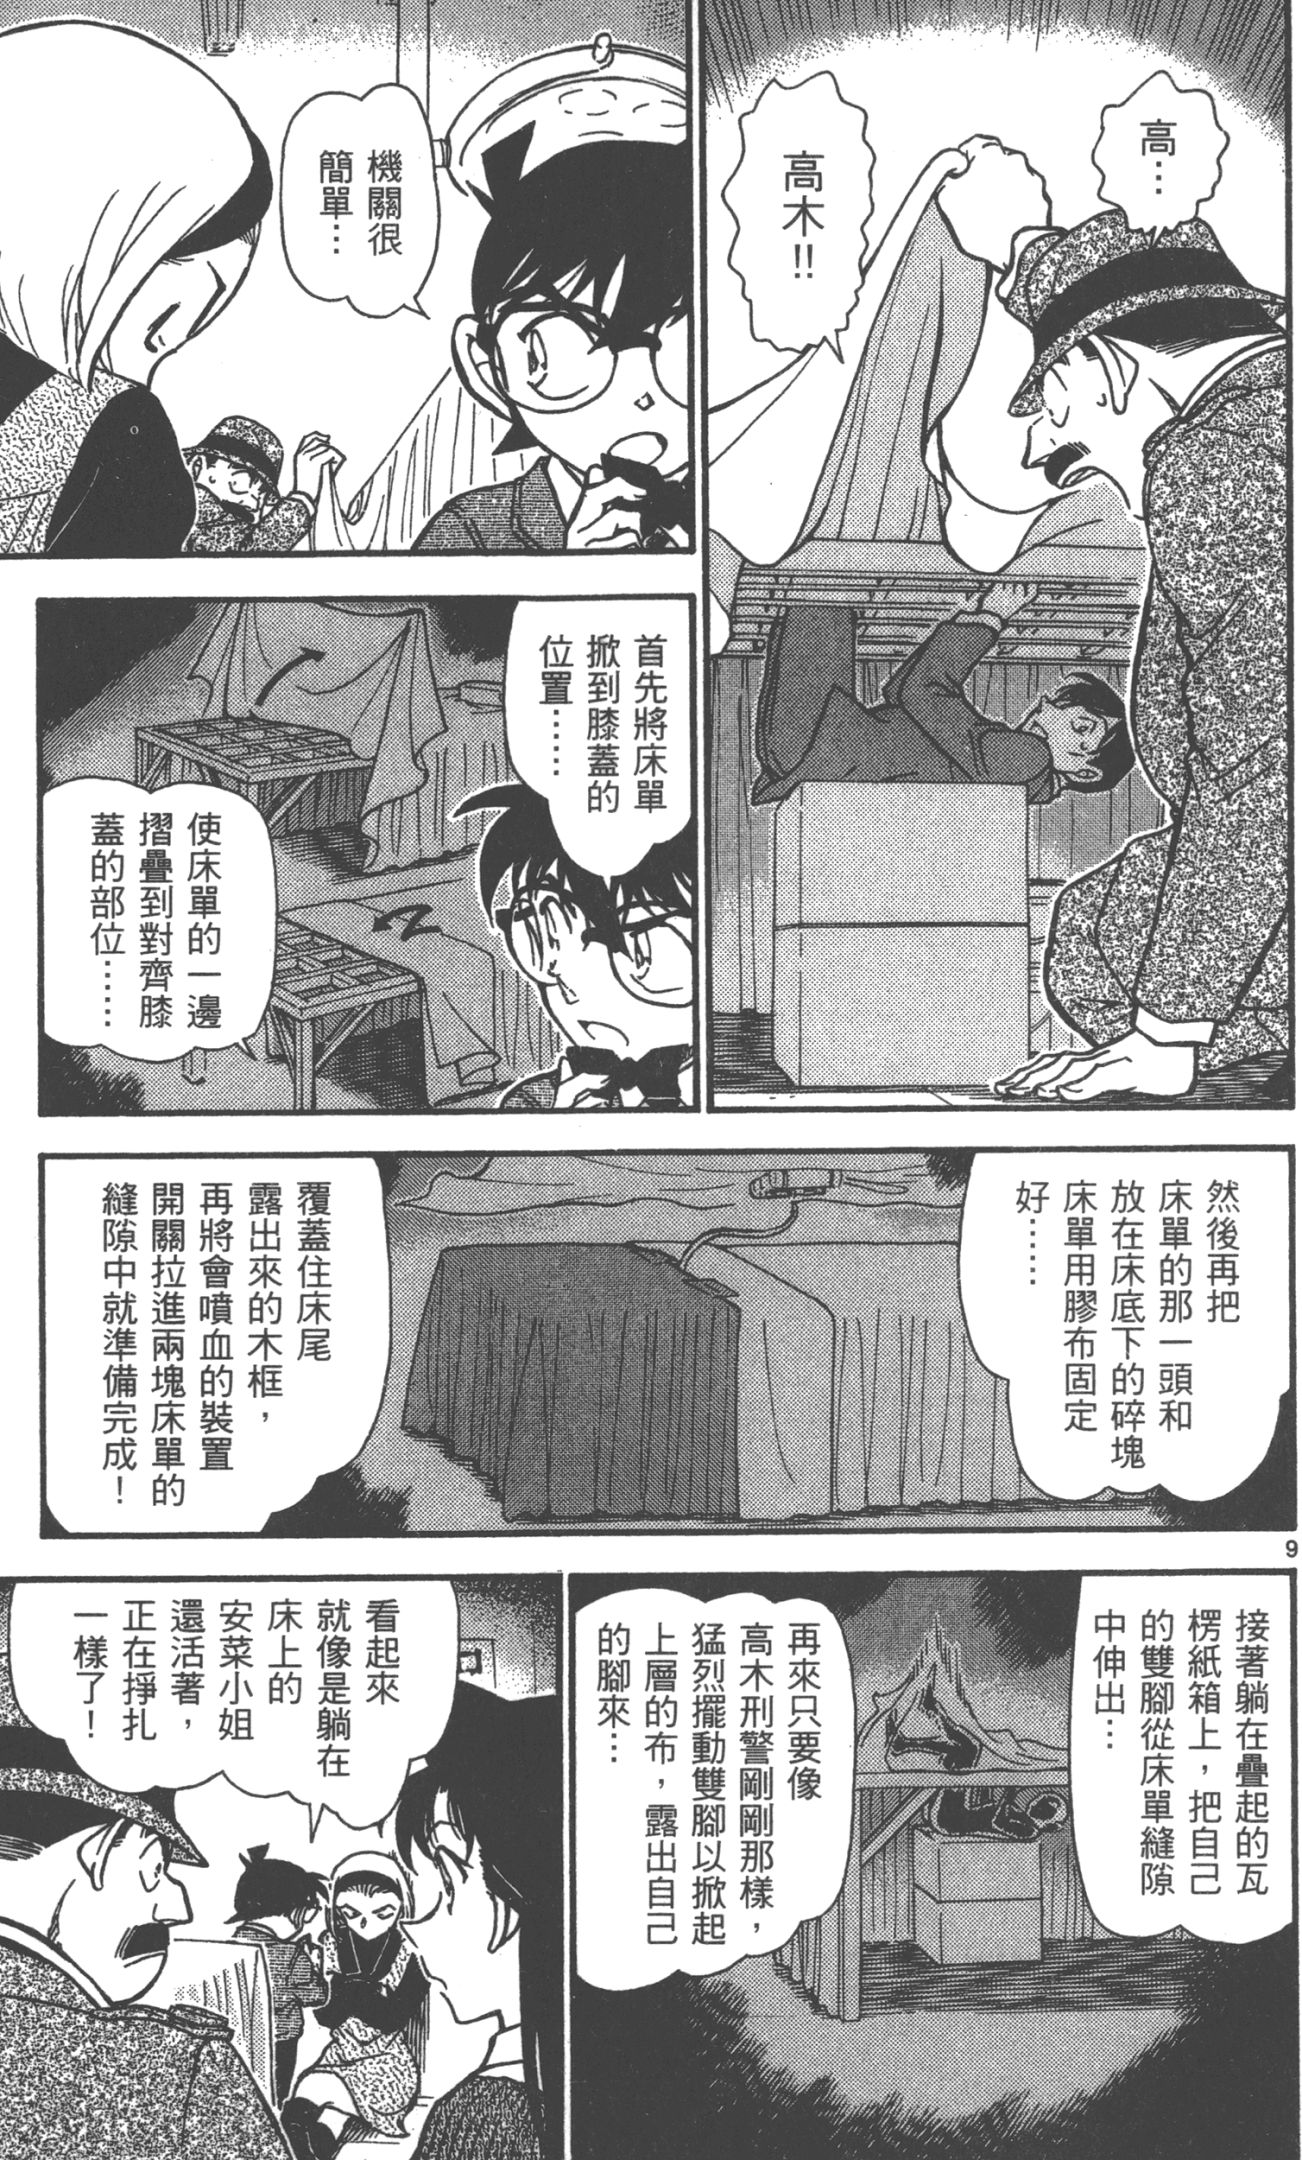 高…
高木!!
機關很
簡單…
首先將床單
掀到膝蓋的
位置……
使床單的一邊
摺疊到對齊膝
蓋的部位……
然後再把
床單的那一頭和
放在床底下的碎塊
床單用膠布固定
好……
覆蓋住床尾
露出來的木框，
再將會噴血的裝置
開關拉進兩塊床單的
縫隙中就準備完成！
9
接著躺在疊起的瓦
楞紙箱上，把自己
的雙腳從床單縫隙
中伸出…
再來只要像
高木刑警剛剛那樣，
猛烈擺動雙腳以掀起
上層的布，露出自己
的腳來…
看起來
就像是躺在
床上的
安菜小姐
還活著，
正在掙扎
一樣了！